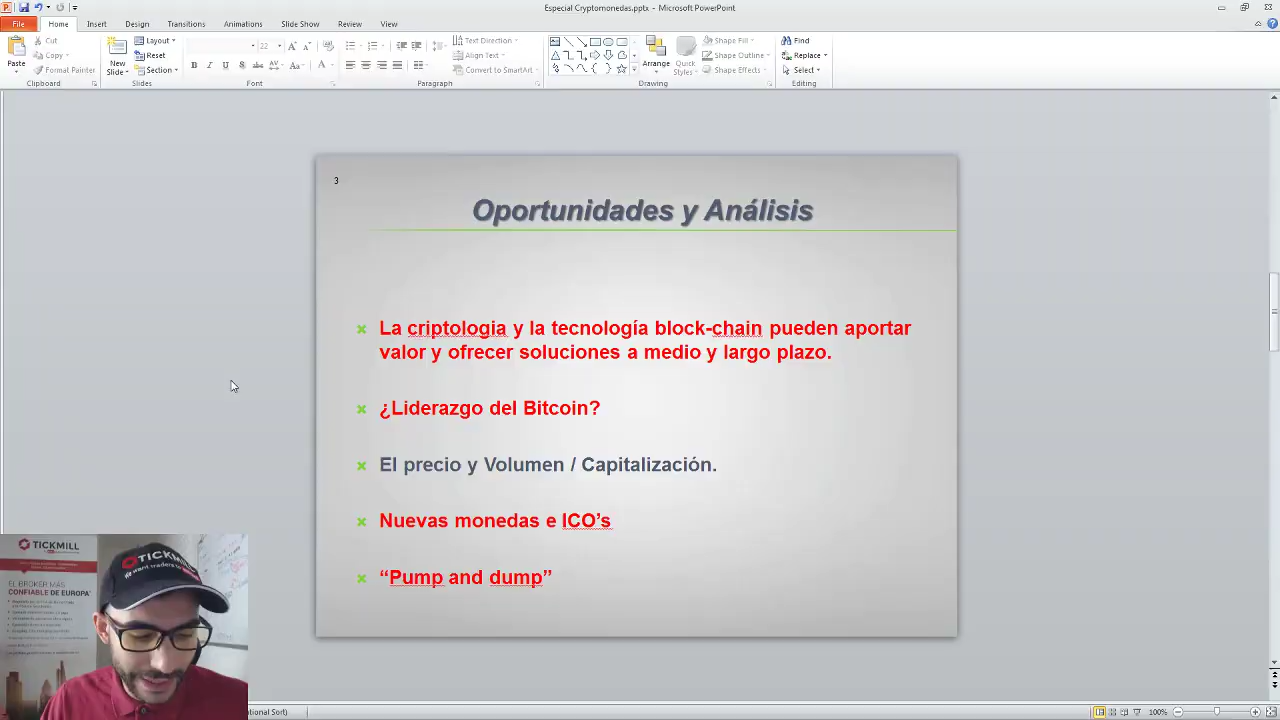 Especial Cryptomonedas.pptx - Microsoft PowerPoint
File Home Insert Design Transitions Animations Slide Show Review View
Cut
Copy
Format Painter
Paste
Clipboard
New Slide
Layout
Reset
Section
Slides
22
Font
Text Direction
Align Text
Convert to SmartArt
Paragraph
Arrange
Quick Styles
Shape Fill
Shape Outline
Shape Effects
Drawing
Find
Replace
Select
Editing
3
Oportunidades y Análisis
La criptologia y la tecnología block-chain pueden aportar
valor y ofrecer soluciones a medio y largo plazo.
¿Liderazgo del Bitcoin?
El precio y Volumen / Capitalización.
Nuevas monedas e ICO’s
“Pump and dump”
TICKMILL
EL BROKER MÁS
CONFIABLE DE EUROPA
TICKMILL
ational Sort)
100%